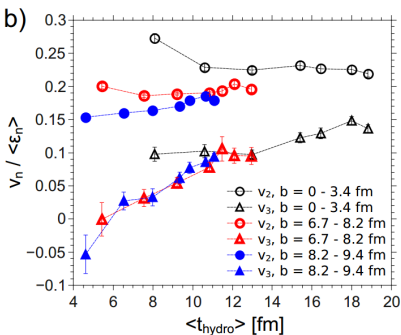 b)
0.3
0.25
0.2
0.15
0.1
0.05
0
−0.05
−0.1
v_n / <ε_n>
v₂, b = 0 - 3.4 fm
v₃, b = 0 - 3.4 fm
v₂, b = 6.7 - 8.2 fm
v₃, b = 6.7 - 8.2 fm
v₂, b = 8.2 - 9.4 fm
v₃, b = 8.2 - 9.4 fm
4 6 8 10 12 14 16 18 20
<t_hydro> [fm]